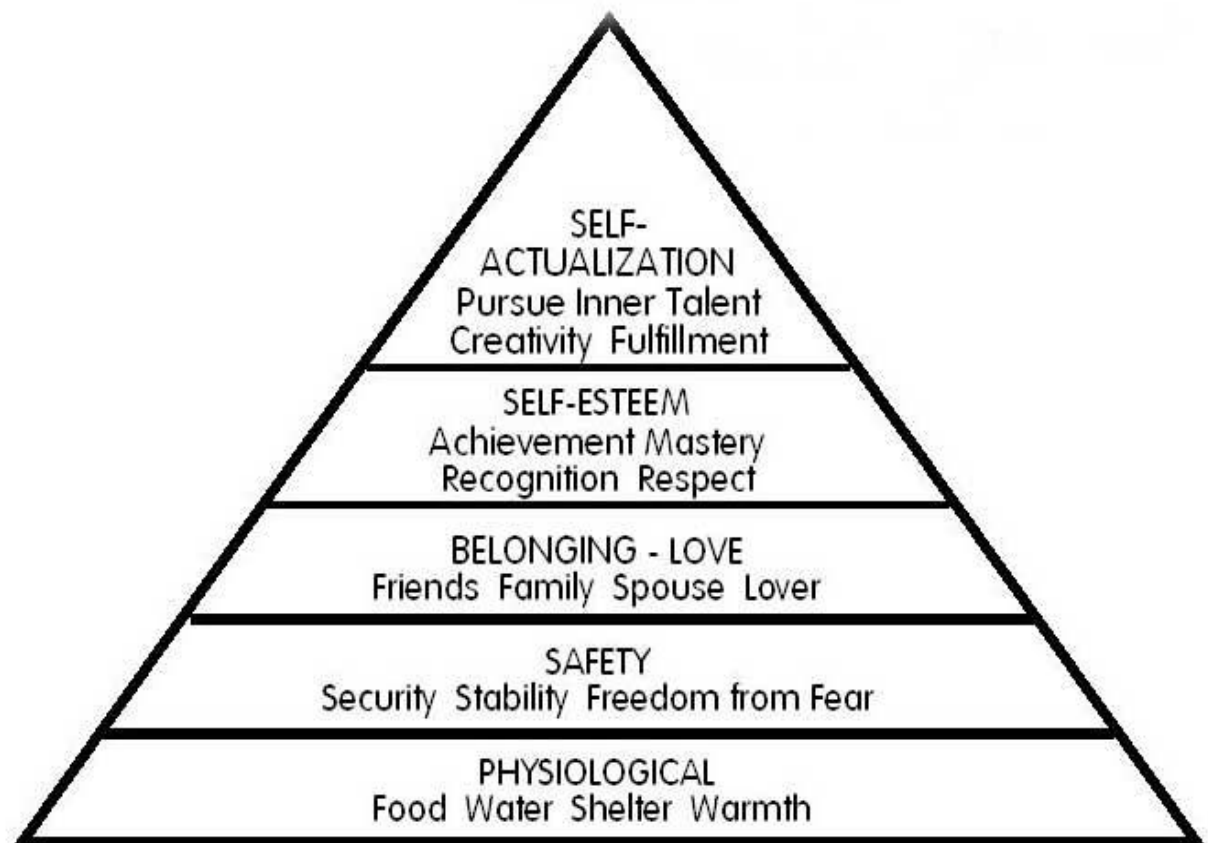 SELF-
ACTUALIZATION
Pursue Inner Talent
Creativity Fulfillment
SELF-ESTEEM
Achievement Mastery
Recognition Respect
BELONGING - LOVE
Friends Family Spouse Lover
SAFETY
Security Stability Freedom from Fear
PHYSIOLOGICAL
Food Water Shelter Warmth